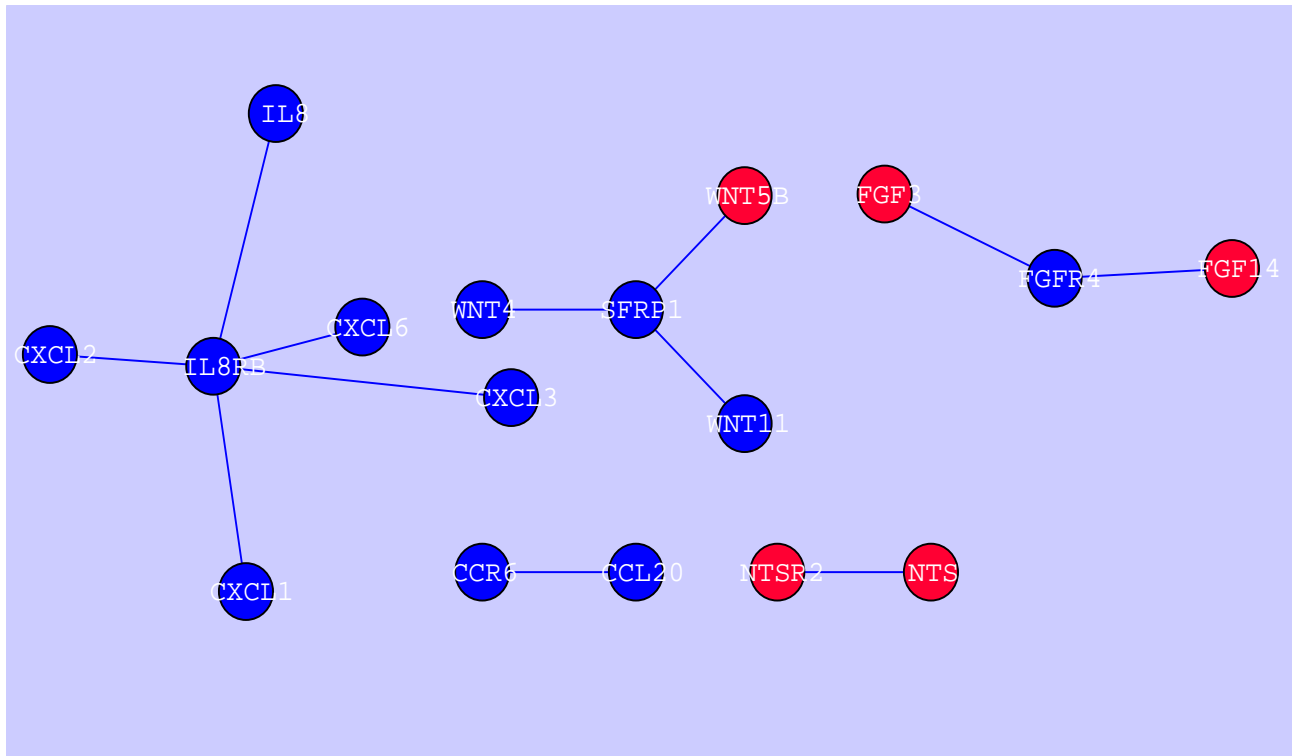 IL8
WNT5B
FGF3
FGF14
FGFR4
WNT4
SFRP1
CXCL6
CXCL2
IL8RB
CXCL3
WNT11
CCR6
CCL20
NTSR2
NTS
CXCL1